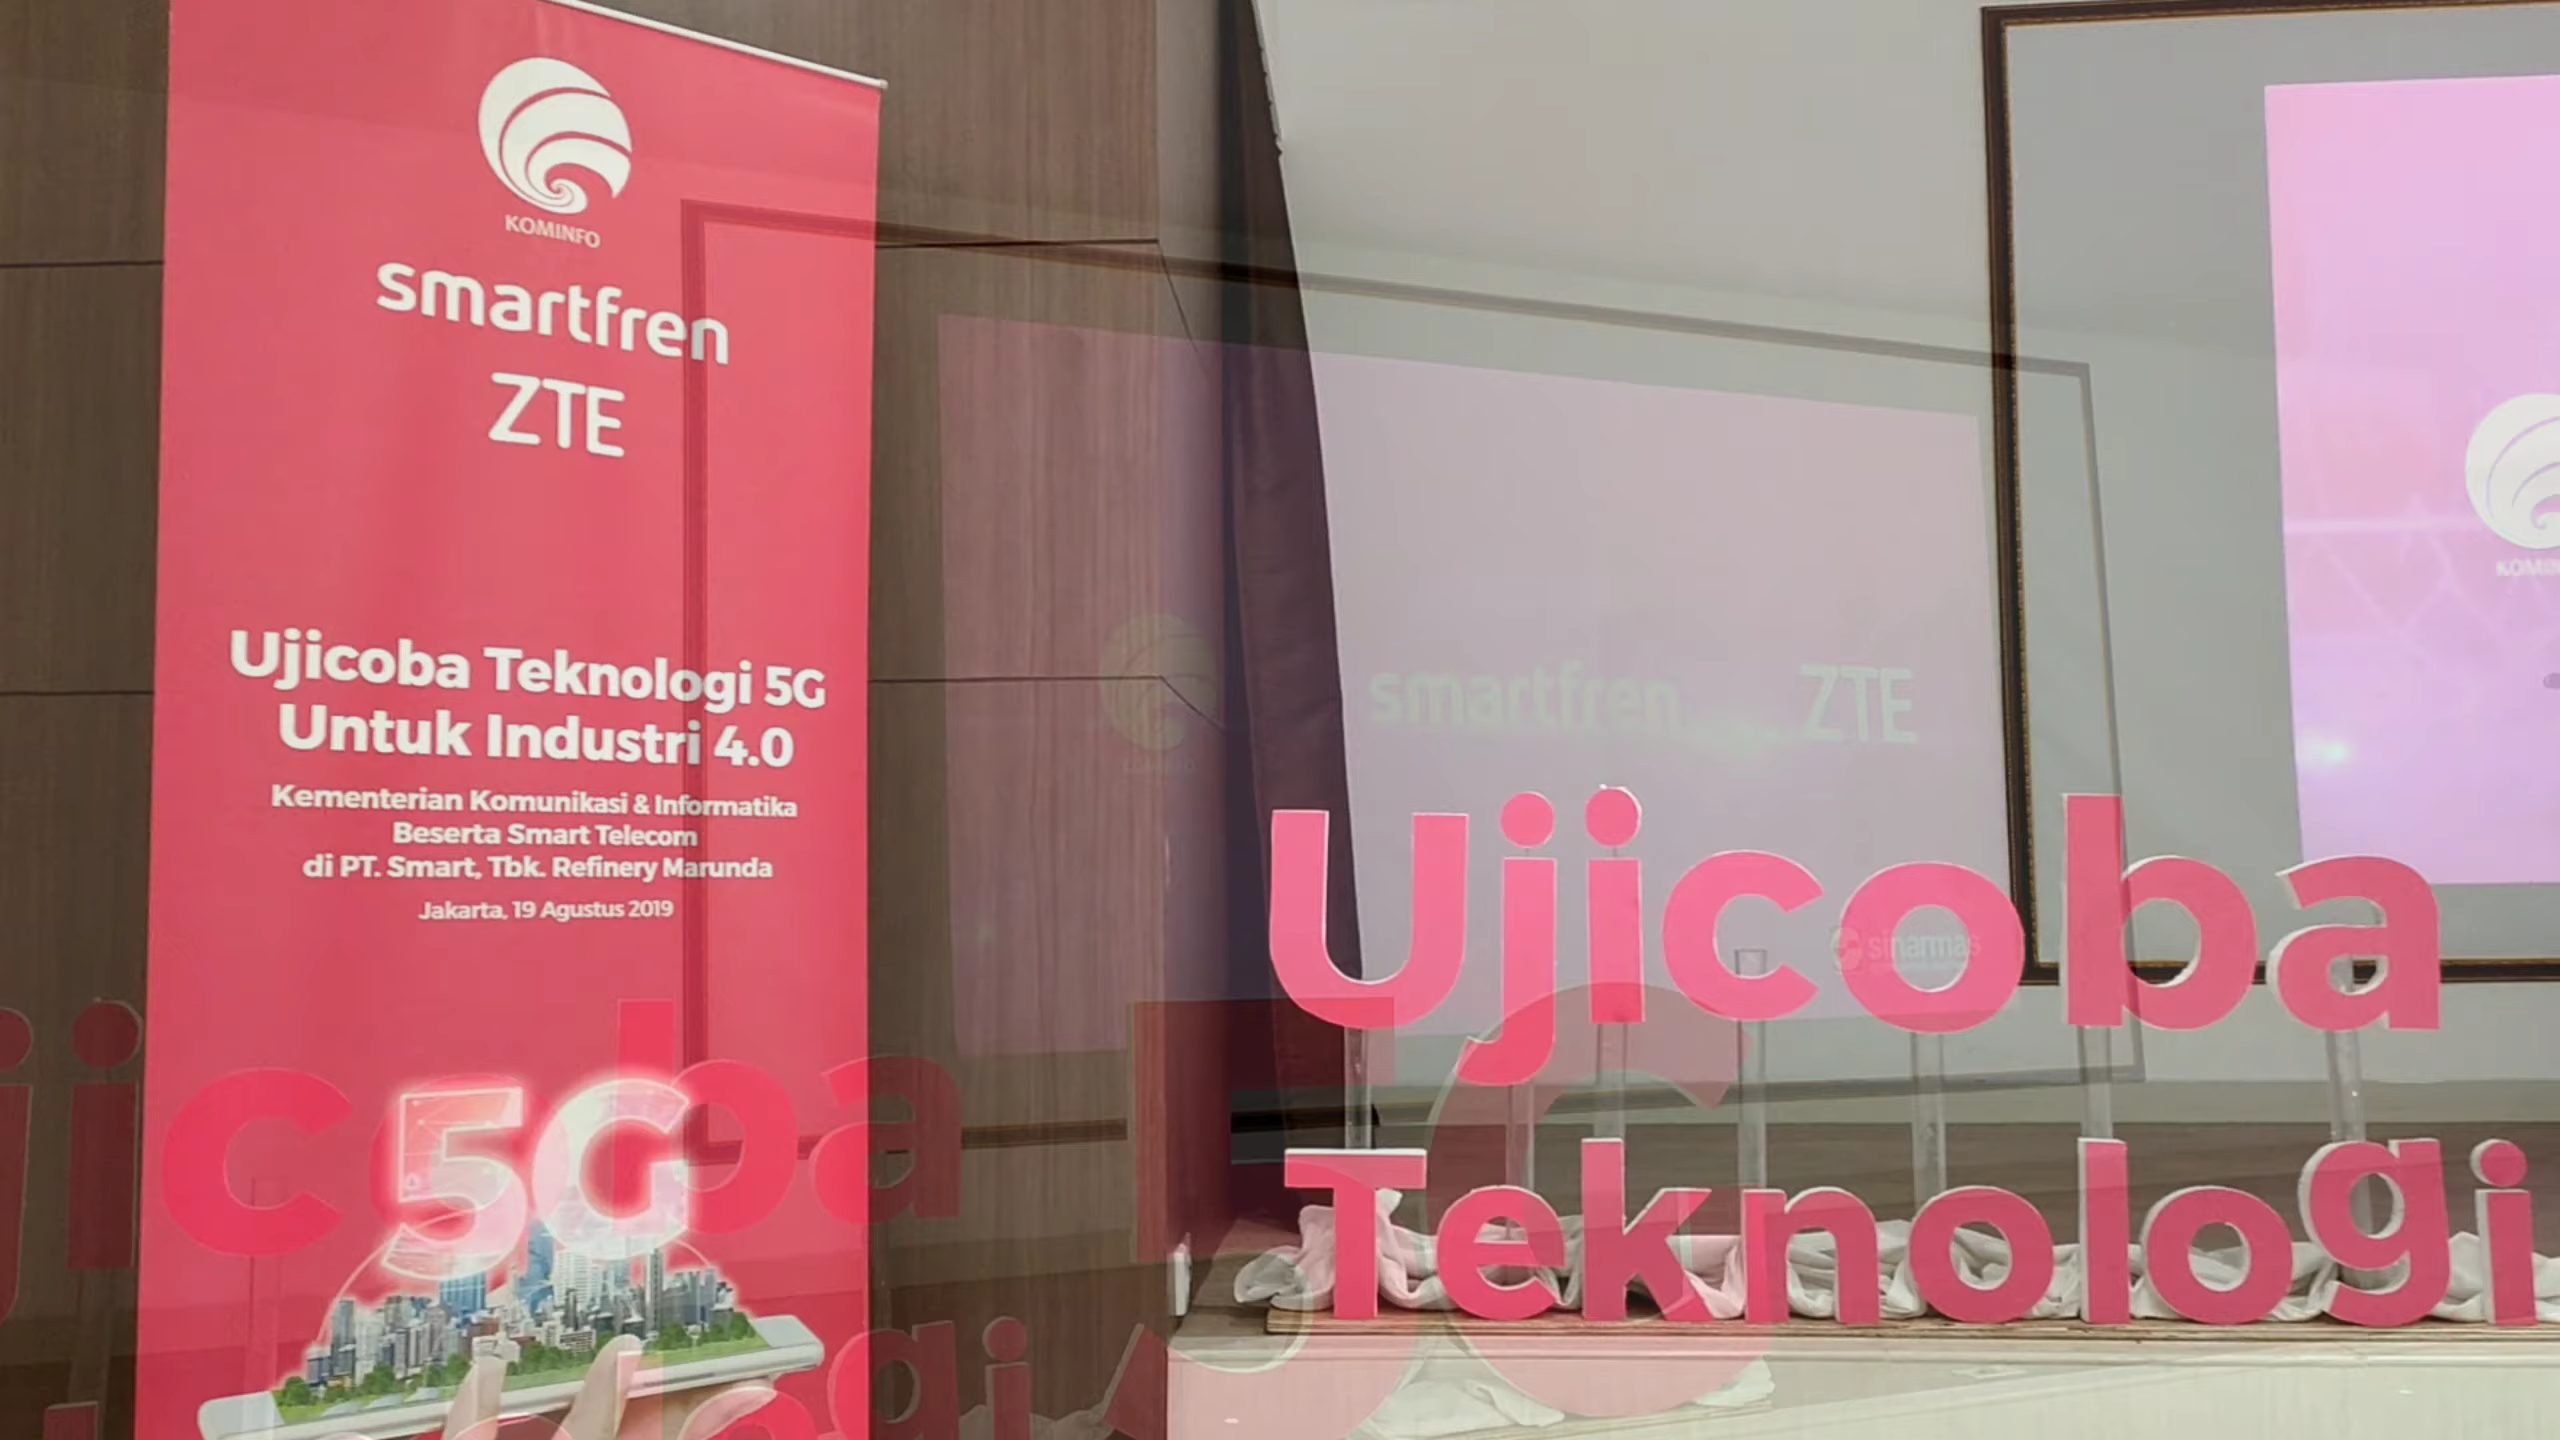 KOMINFO
smartfren
ZTE
Ujicoba Teknologi 5G
Untuk Industri 4.0
Kementerian Komunikasi & Informatika
Beserta Smart Telecom
di PT. Smart, Tbk. Refinery Marunda
Jakarta, 19 Agustus 2019
5G
smartfren ZTE
sinarmas
Ujicoba
Teknologi
5G